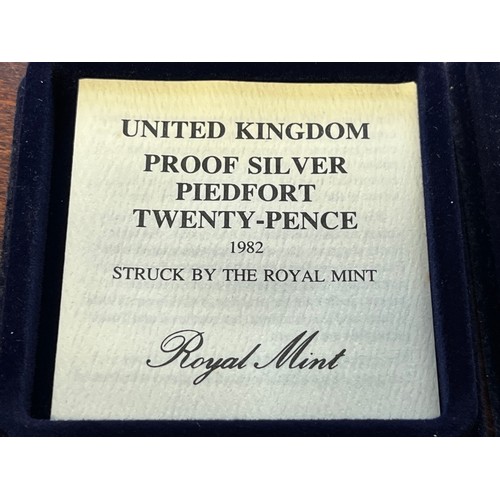 UNITED KINGDOM
PROOF SILVER
PIEDFORT
TWENTY-PENCE
1982
STRUCK BY THE ROYAL MINT
Royal Mint